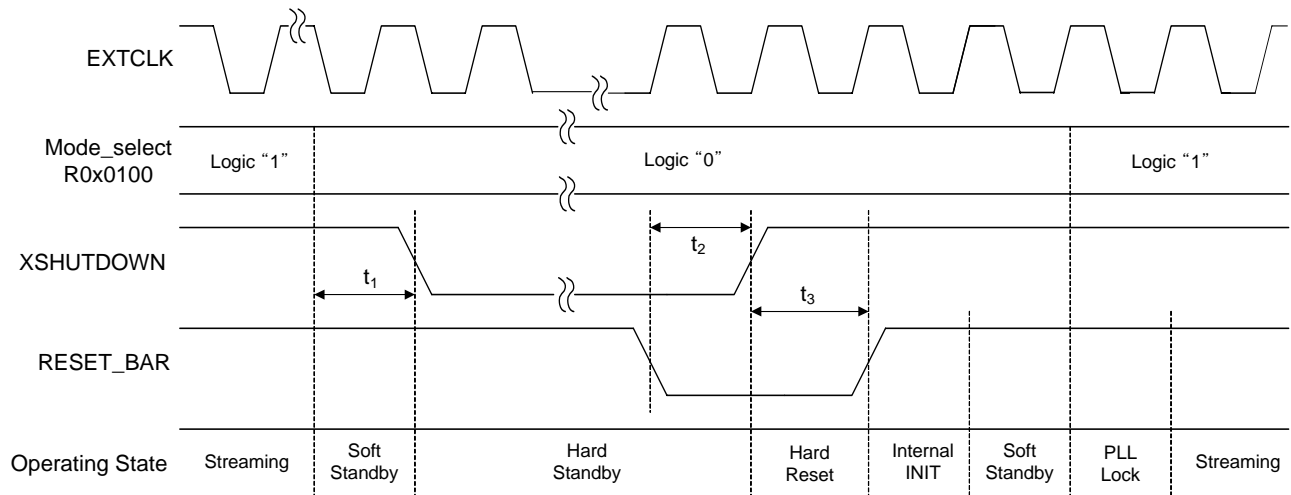 EXTCLK
Mode_select
R0x0100
Logic “1”
Logic “0”
Logic “1”
XSHUTDOWN
t₁
t₂
t₃
RESET_BAR
Operating State
Streaming
Soft
Standby
Hard
Standby
Hard
Reset
Internal
INIT
Soft
Standby
PLL
Lock
Streaming